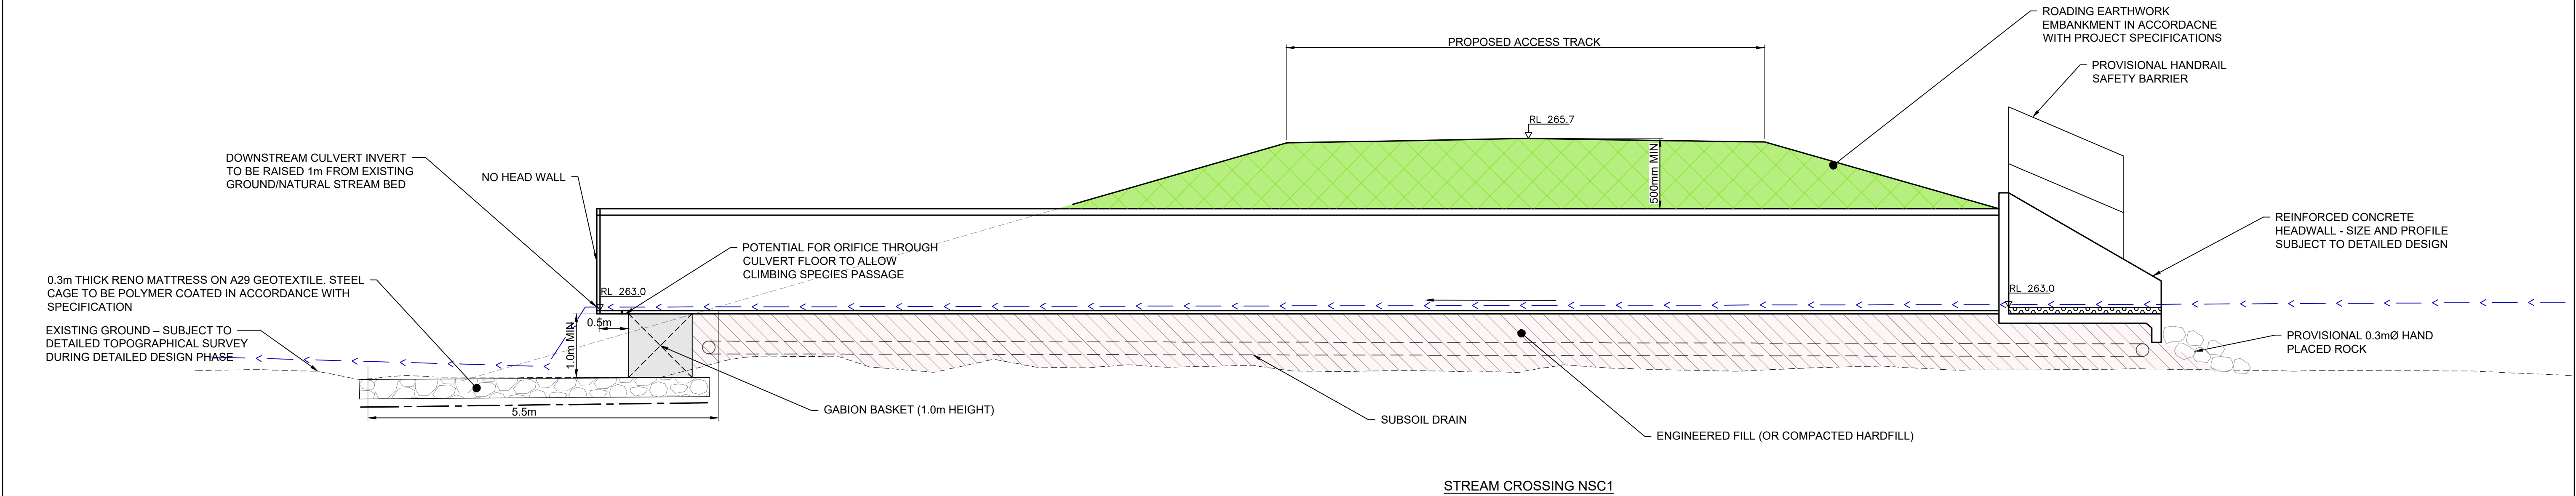 ROADING EARTHWORK
EMBANKMENT IN ACCORDACNE
WITH PROJECT SPECIFICATIONS
PROPOSED ACCESS TRACK
PROVISIONAL HANDRAIL
SAFETY BARRIER
RL 265.7
500mm MIN
DOWNSTREAM CULVERT INVERT
TO BE RAISED 1m FROM EXISTING
GROUND/NATURAL STREAM BED
NO HEAD WALL
REINFORCED CONCRETE
HEADWALL - SIZE AND PROFILE
SUBJECT TO DETAILED DESIGN
POTENTIAL FOR ORIFICE THROUGH
CULVERT FLOOR TO ALLOW
CLIMBING SPECIES PASSAGE
0.3m THICK RENO MATTRESS ON A29 GEOTEXTILE. STEEL
CAGE TO BE POLYMER COATED IN ACCORDANCE WITH
SPECIFICATION
RL 263.0
RL 263.0
0.5m
1.0m MIN
EXISTING GROUND – SUBJECT TO
DETAILED TOPOGRAPHICAL SURVEY
DURING DETAILED DESIGN PHASE
PROVISIONAL 0.3mØ HAND
PLACED ROCK
5.5m
GABION BASKET (1.0m HEIGHT)
SUBSOIL DRAIN
ENGINEERED FILL (OR COMPACTED HARDFILL)
STREAM CROSSING NSC1